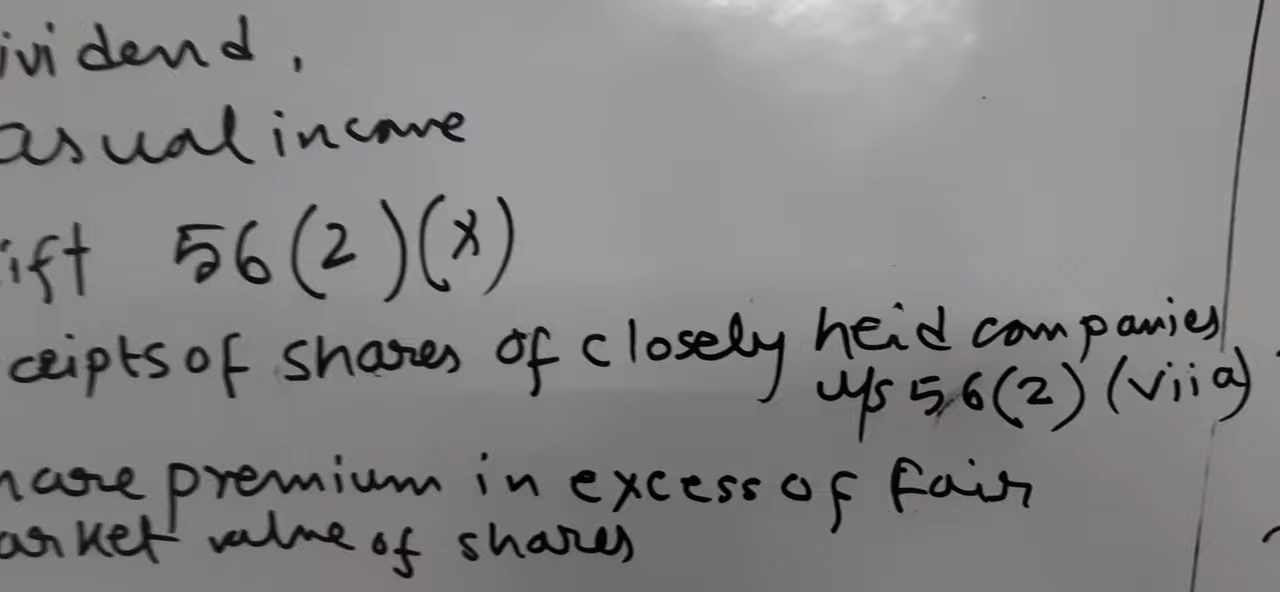 ividend,
asual income
ift 56(2)(x)
ceipts of shares of closely heid companies
u/s 56(2)(viia)
hare premium in excess of fair
arket value of shares